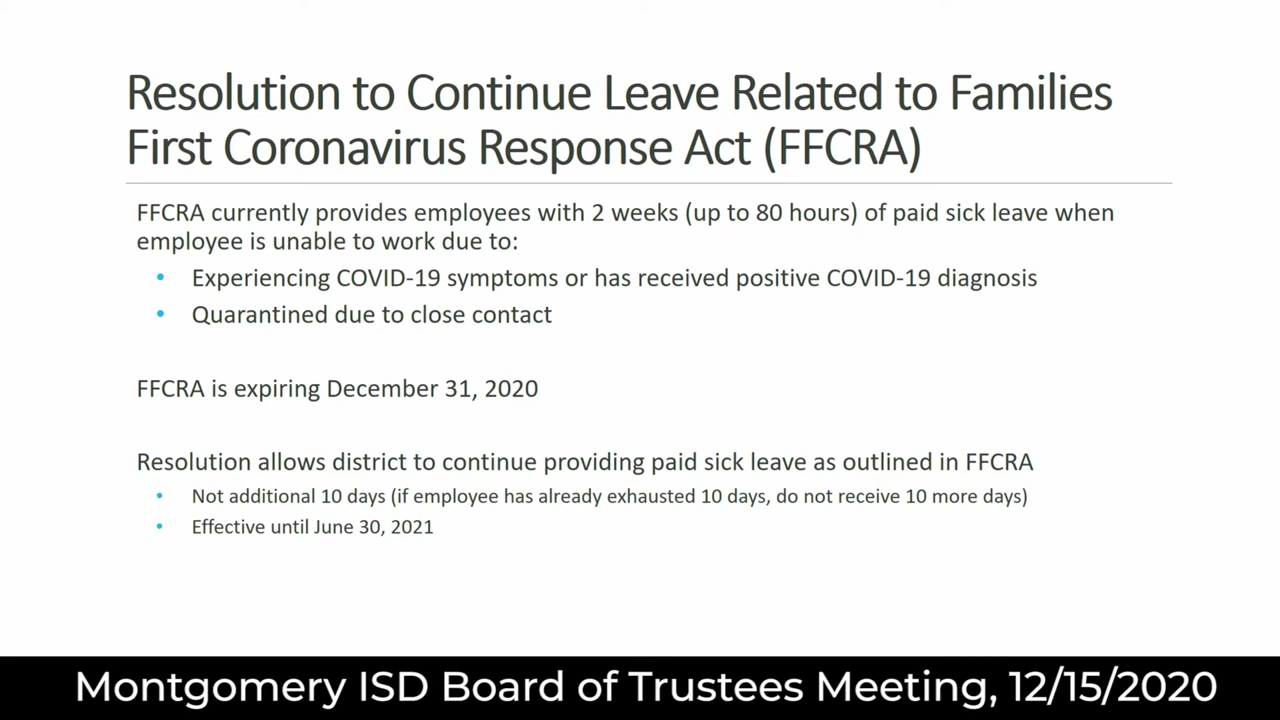 Resolution to Continue Leave Related to Families
First Coronavirus Response Act (FFCRA)
FFCRA currently provides employees with 2 weeks (up to 80 hours) of paid sick leave when
employee is unable to work due to:
• Experiencing COVID-19 symptoms or has received positive COVID-19 diagnosis
• Quarantined due to close contact
FFCRA is expiring December 31, 2020
Resolution allows district to continue providing paid sick leave as outlined in FFCRA
• Not additional 10 days (if employee has already exhausted 10 days, do not receive 10 more days)
• Effective until June 30, 2021
Montgomery ISD Board of Trustees Meeting, 12/15/2020